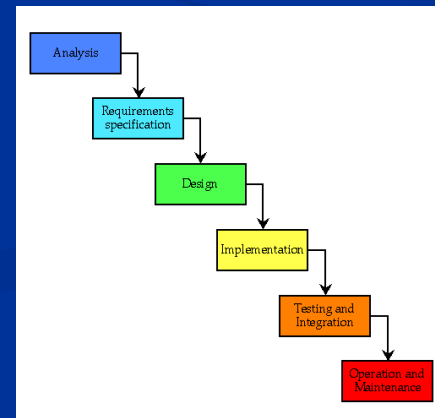 Analysis
Requirements
specification
Design
Implementation
Testing and
Integration
Operation and
Maintenance